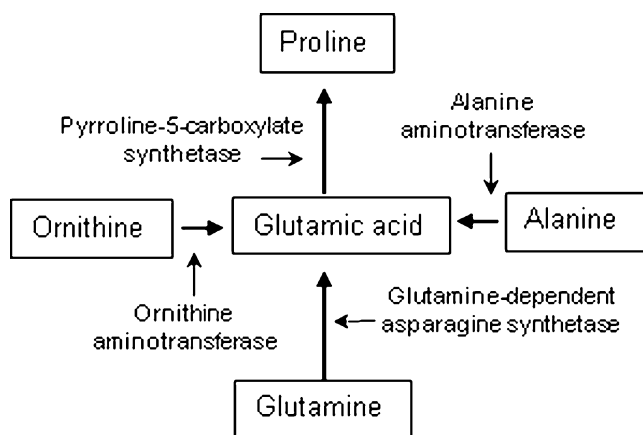 Proline
Alanine
aminotransferase
Pyrroline-5-carboxylate
synthetase
Ornithine
Glutamic acid
Alanine
Ornithine
aminotransferase
Glutamine-dependent
asparagine synthetase
Glutamine